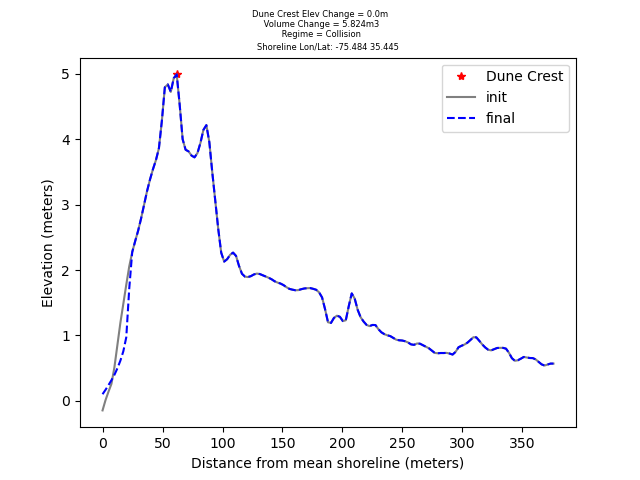 Dune Crest Elev Change = 0.0m
Volume Change = 5.824m3
Regime = Collision
Shoreline Lon/Lat: -75.484 35.445
Dune Crest
init
final
Elevation (meters)
5
4
3
2
1
0
0 50 100 150 200 250 300 350
Distance from mean shoreline (meters)